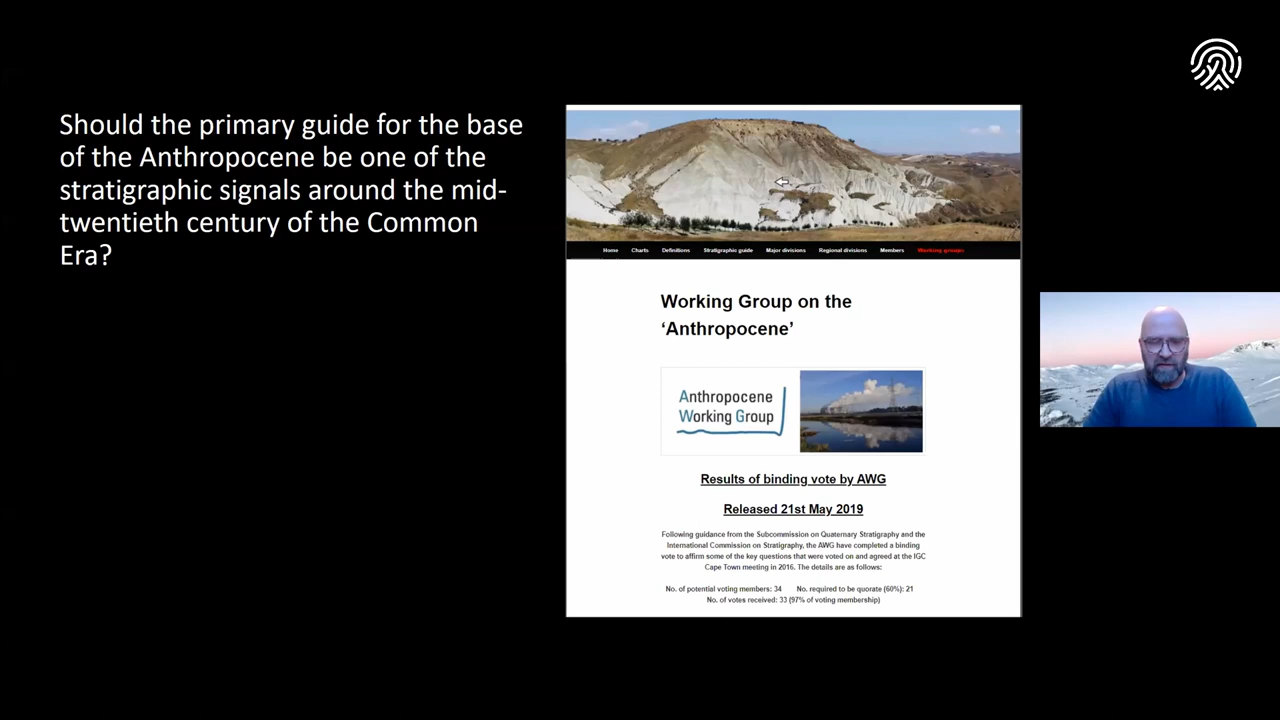 Should the primary guide for the base
of the Anthropocene be one of the
stratigraphic signals around the mid-
twentieth century of the Common
Era?
Home Charts Definitions Stratigraphic guide Major divisions Regional divisions Members Working groups
Working Group on the
‘Anthropocene’
Anthropocene
Working Group
Results of binding vote by AWG
Released 21st May 2019
Following guidance from the Subcommission on Quaternary Stratigraphy and the
International Commission on Stratigraphy, the AWG have completed a binding
vote to affirm some of the key questions that were voted on and agreed at the IGC
Cape Town meeting in 2016. The details are as follows:
No. of potential voting members: 34 No. required to be quorate (60%): 21
No. of votes received: 33 (97% of voting membership)